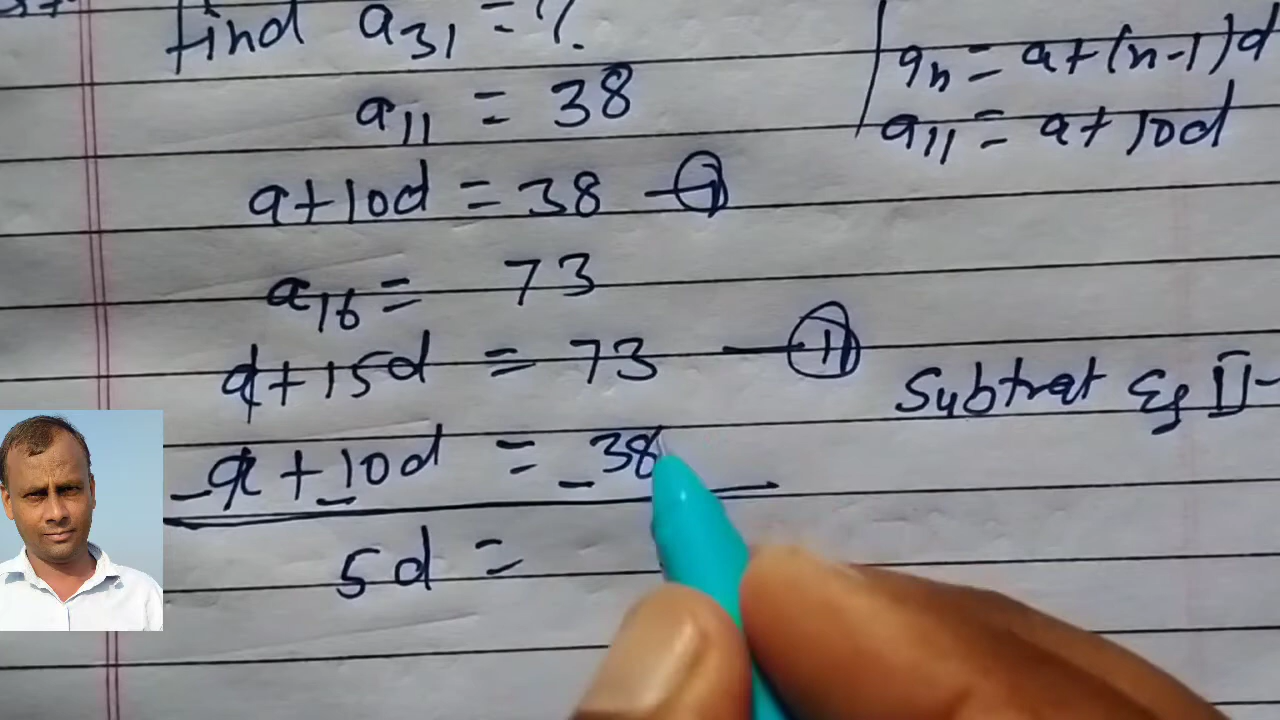 find a31 = ?
an = a+(n-1)d
a11 = 38
a11 = a+10d
a+10d = 38 — I
a16 = 73
a+15d = 73 — II
Subtrat Eq II-
-a + 10d = 38
5d =